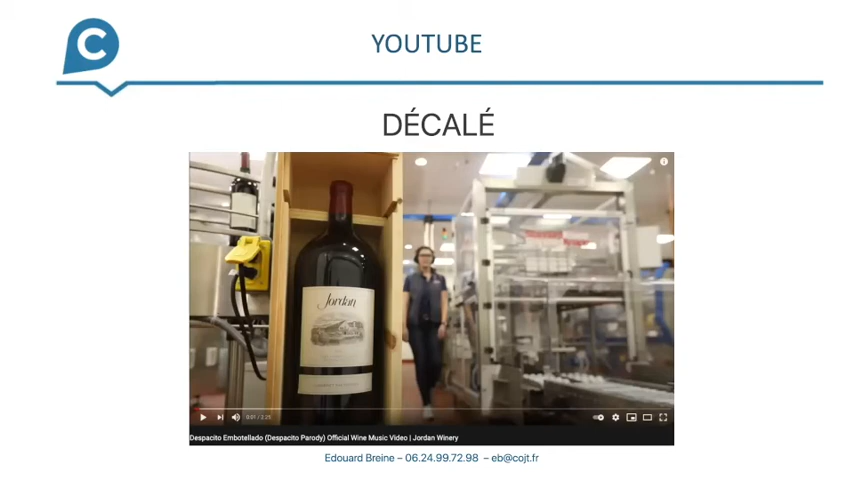 C
YOUTUBE
DÉCALÉ
Jordan
0:01 / 2:25
Despacito Embotellado (Despacito Parody) Official Wine Music Video | Jordan Winery
Edouard Breine – 06.24.99.72.98 – eb@cojt.fr